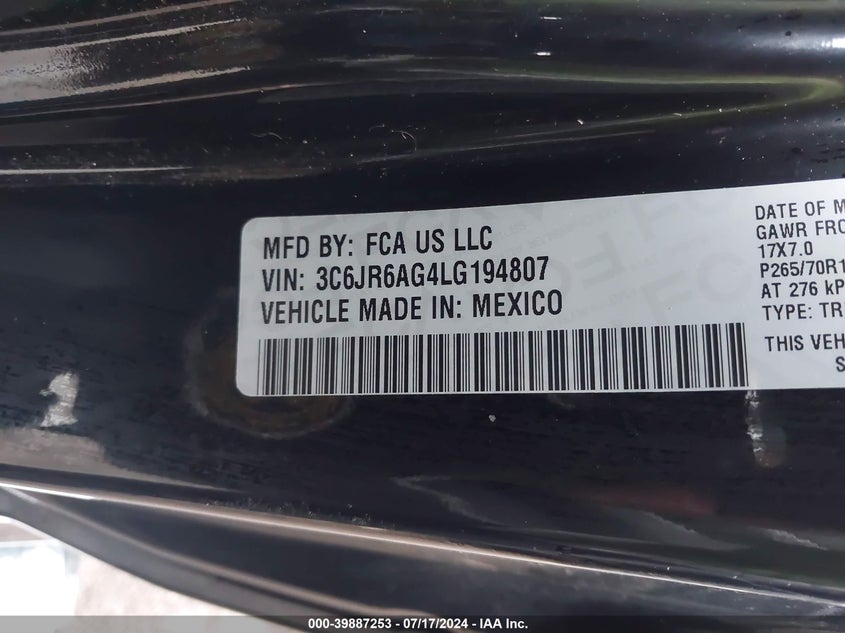 MFD BY: FCA US LLC
VIN: 3C6JR6AG4LG194807
VEHICLE MADE IN: MEXICO
DATE OF M
GAWR FRO
17X7.0
P265/70R1
AT 276 kP
TYPE: TR
THIS VEH
S
000-39887253 - 07/17/2024 - IAA Inc.